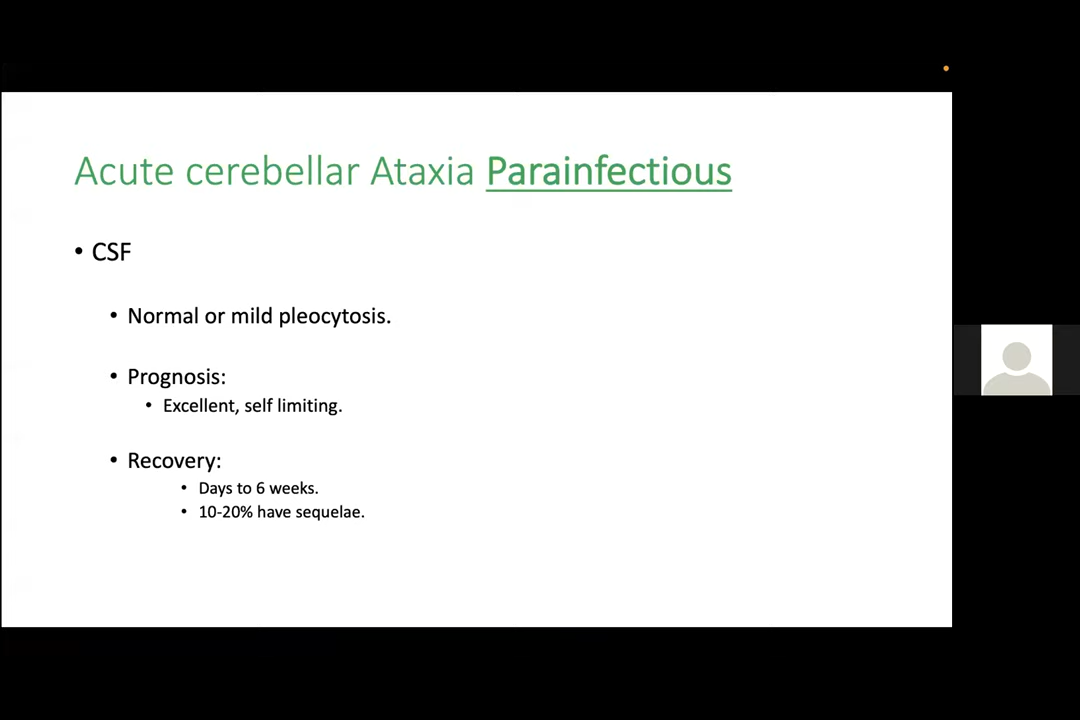 Acute cerebellar Ataxia Parainfectious
• CSF
• Normal or mild pleocytosis.
• Prognosis:
• Excellent, self limiting.
• Recovery:
• Days to 6 weeks.
• 10-20% have sequelae.